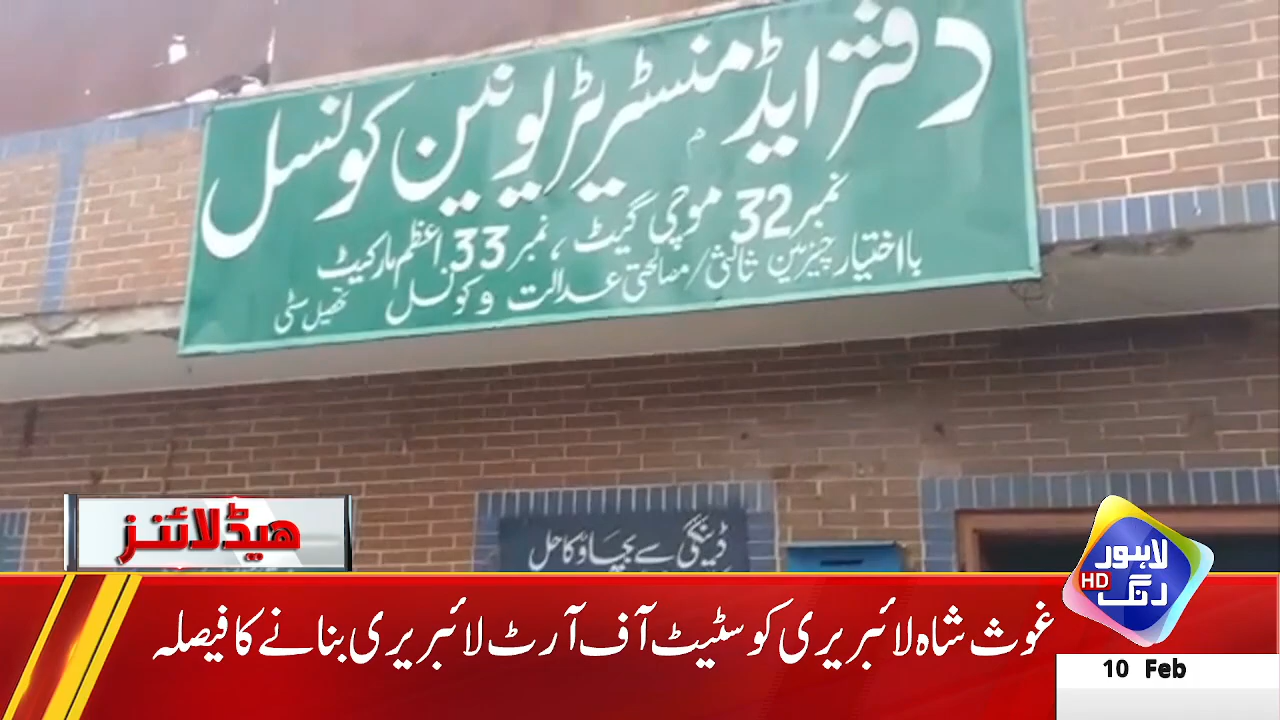 دفتر ایڈمنسٹریٹر یونین کونسل
نمبر 32 موچی گیٹ، نمبر 33 اعظم مارکیٹ
بااختیار چیئرمین ثالثی/مصالحتی عدالت و کونسل تحصیل سٹی
ڈینگی سے بچاؤ کا حل
ھیڈلائنز
لاہور
رنگ
HD
غوث شاہ لائبریری کو سٹیٹ آف آرٹ لائبریری بنانے کا فیصلہ
10 Feb